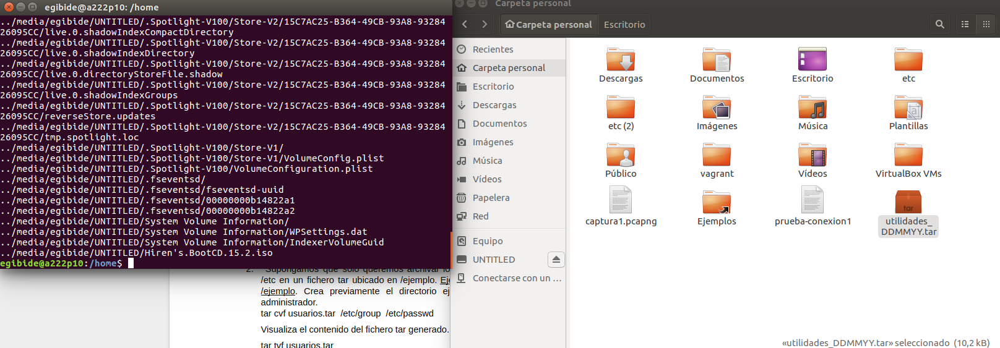 egibide@a222p10: /home
../media/egibide/UNTITLED/.Spotlight-V100/Store-V2/15C7AC25-B364-49CB-93A8-93284
26095CC/live.0.shadowIndexCompactDirectory
../media/egibide/UNTITLED/.Spotlight-V100/Store-V2/15C7AC25-B364-49CB-93A8-93284
26095CC/live.0.shadowIndexDirectory
../media/egibide/UNTITLED/.Spotlight-V100/Store-V2/15C7AC25-B364-49CB-93A8-93284
26095CC/live.0.directoryStoreFile.shadow
../media/egibide/UNTITLED/.Spotlight-V100/Store-V2/15C7AC25-B364-49CB-93A8-93284
26095CC/live.0.shadowIndexGroups
../media/egibide/UNTITLED/.Spotlight-V100/Store-V2/15C7AC25-B364-49CB-93A8-93284
26095CC/reverseStore.updates
../media/egibide/UNTITLED/.Spotlight-V100/Store-V2/15C7AC25-B364-49CB-93A8-93284
26095CC/tmp.spotlight.loc
../media/egibide/UNTITLED/.Spotlight-V100/Store-V1/
../media/egibide/UNTITLED/.Spotlight-V100/Store-V1/VolumeConfig.plist
../media/egibide/UNTITLED/.Spotlight-V100/VolumeConfiguration.plist
../media/egibide/UNTITLED/.fseventsd/
../media/egibide/UNTITLED/.fseventsd/fseventsd-uuid
../media/egibide/UNTITLED/.fseventsd/00000000b14822a1
../media/egibide/UNTITLED/.fseventsd/00000000b14822a2
../media/egibide/UNTITLED/System Volume Information/
../media/egibide/UNTITLED/System Volume Information/WPSettings.dat
../media/egibide/UNTITLED/System Volume Information/IndexerVolumeGuid
../media/egibide/UNTITLED/Hiren's.BootCD.15.2.iso
egibide@a222p10:/home$
2. Supongamos que solo queremos archivar lo
/etc en un fichero tar ubicado en /ejemplo. Eje
/ejemplo. Crea previamente el directorio ej
administrador.
tar cvf usuarios.tar /etc/group /etc/passwd
Visualiza el contenido del fichero tar generado.
tar tvf usuarios.tar
Carpeta personal
Carpeta personal
Escritorio
Recientes
Carpeta personal
Escritorio
Descargas
Documentos
Imágenes
Música
Vídeos
Papelera
Red
Equipo
UNTITLED
Conectarse con un …
Descargas
Documentos
Escritorio
etc
etc (2)
Imágenes
Música
Plantillas
Público
vagrant
Vídeos
VirtualBox VMs
captura1.pcapng
Ejemplos
prueba-conexion1
tar
utilidades_
DDMMYY.tar
«utilidades_DDMMYY.tar» seleccionado (10,2 kB)